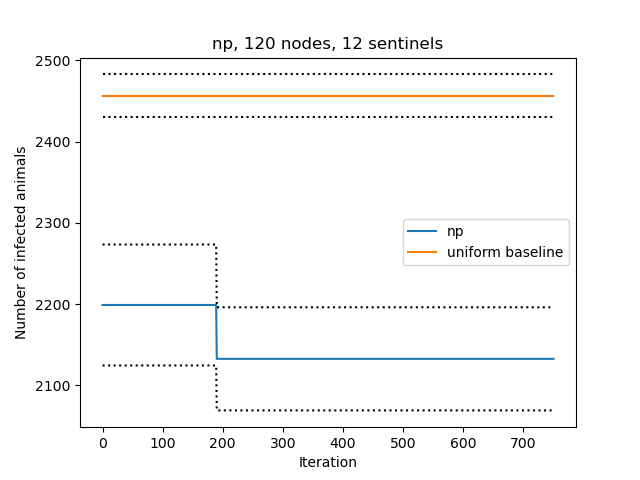 np, 120 nodes, 12 sentinels
2500
2400
2300
2200
2100
Number of infected animals
np
uniform baseline
0 100 200 300 400 500 600 700
Iteration